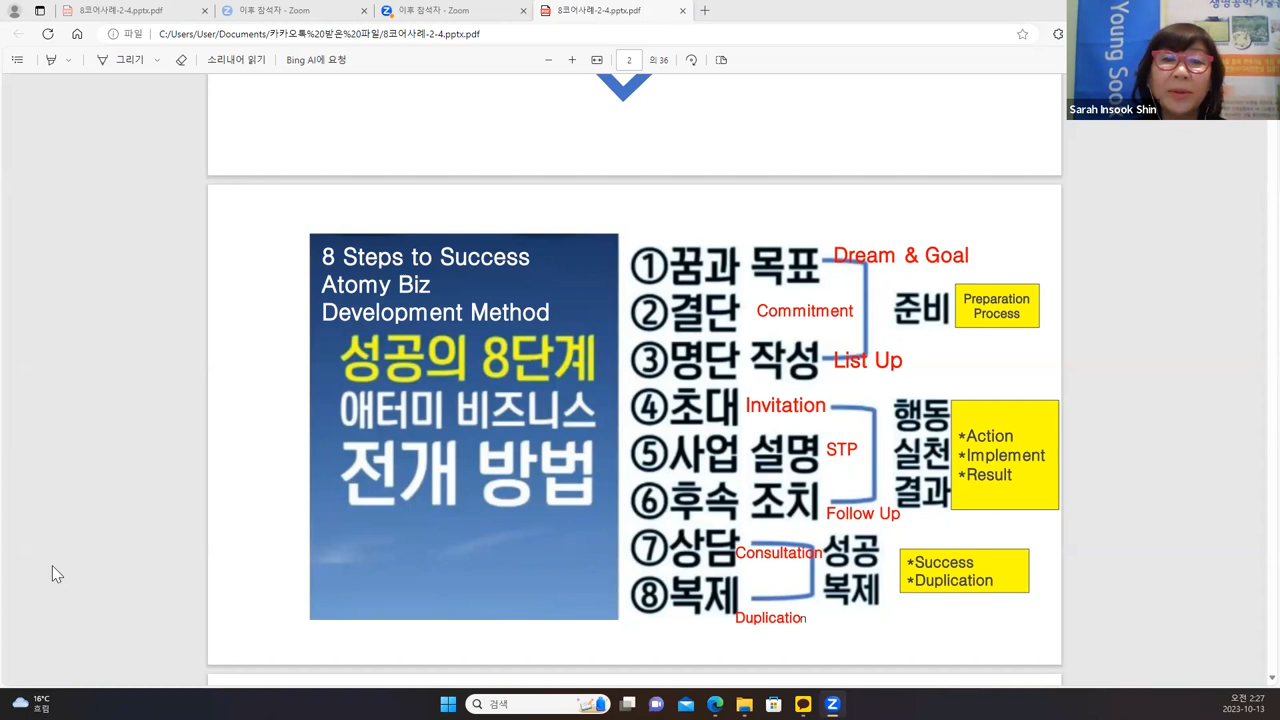 8코어사례-2-4.pptx.pdf
이후 참석자 - Zoom
이후 참석자 - Zoom
8코어사례-2-4.pptx.pdf
파일
C:/Users/User/Documents/카카오톡%20받은%20파일/8코어사례-2-4.pptx.pdf
그리기
소리내어 읽기
Bing AI에 요청
2
의 36
Young Sook
Sarah Insook Shin
8 Steps to Success
Atomy Biz
Development Method
성공의 8단계
애터미 비즈니스
전개 방법
①꿈과 목표 Dream & Goal
②결단 Commitment
③명단 작성 List Up
준비
Preparation
Process
④초대 Invitation
⑤사업 설명 STP
⑥후속 조치 Follow Up
행동
실천
결과
*Action
*Implement
*Result
⑦상담 Consultation
⑧복제 Duplication
성공
복제
*Success
*Duplication
16°C
흐림
검색
오전 2:27
2023-10-13